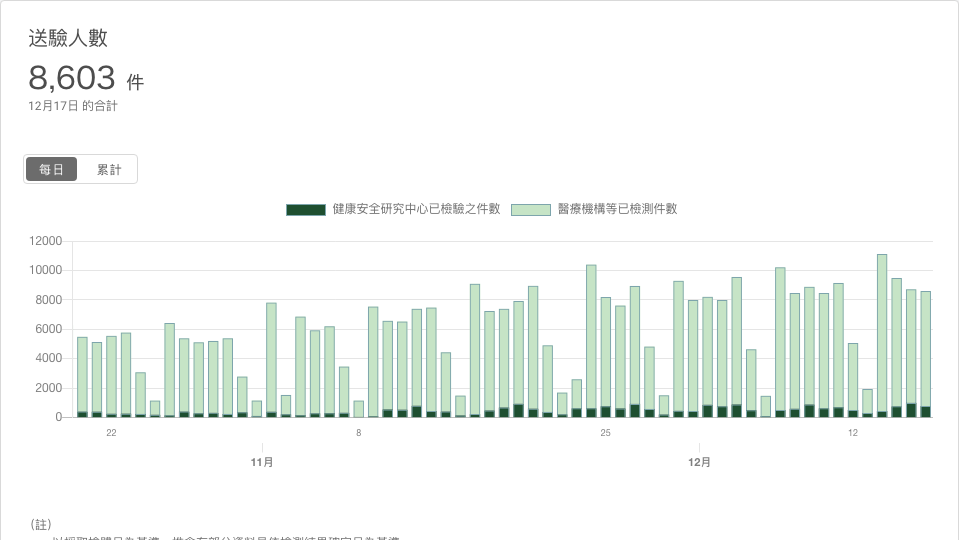 送驗人數
8,603 件
12月17日 的合計
每日 累計
健康安全研究中心已檢驗之件數 醫療機構等已檢測件數
12000
10000
8000
6000
4000
2000
0
22 8 25 12
11月 12月
（註）